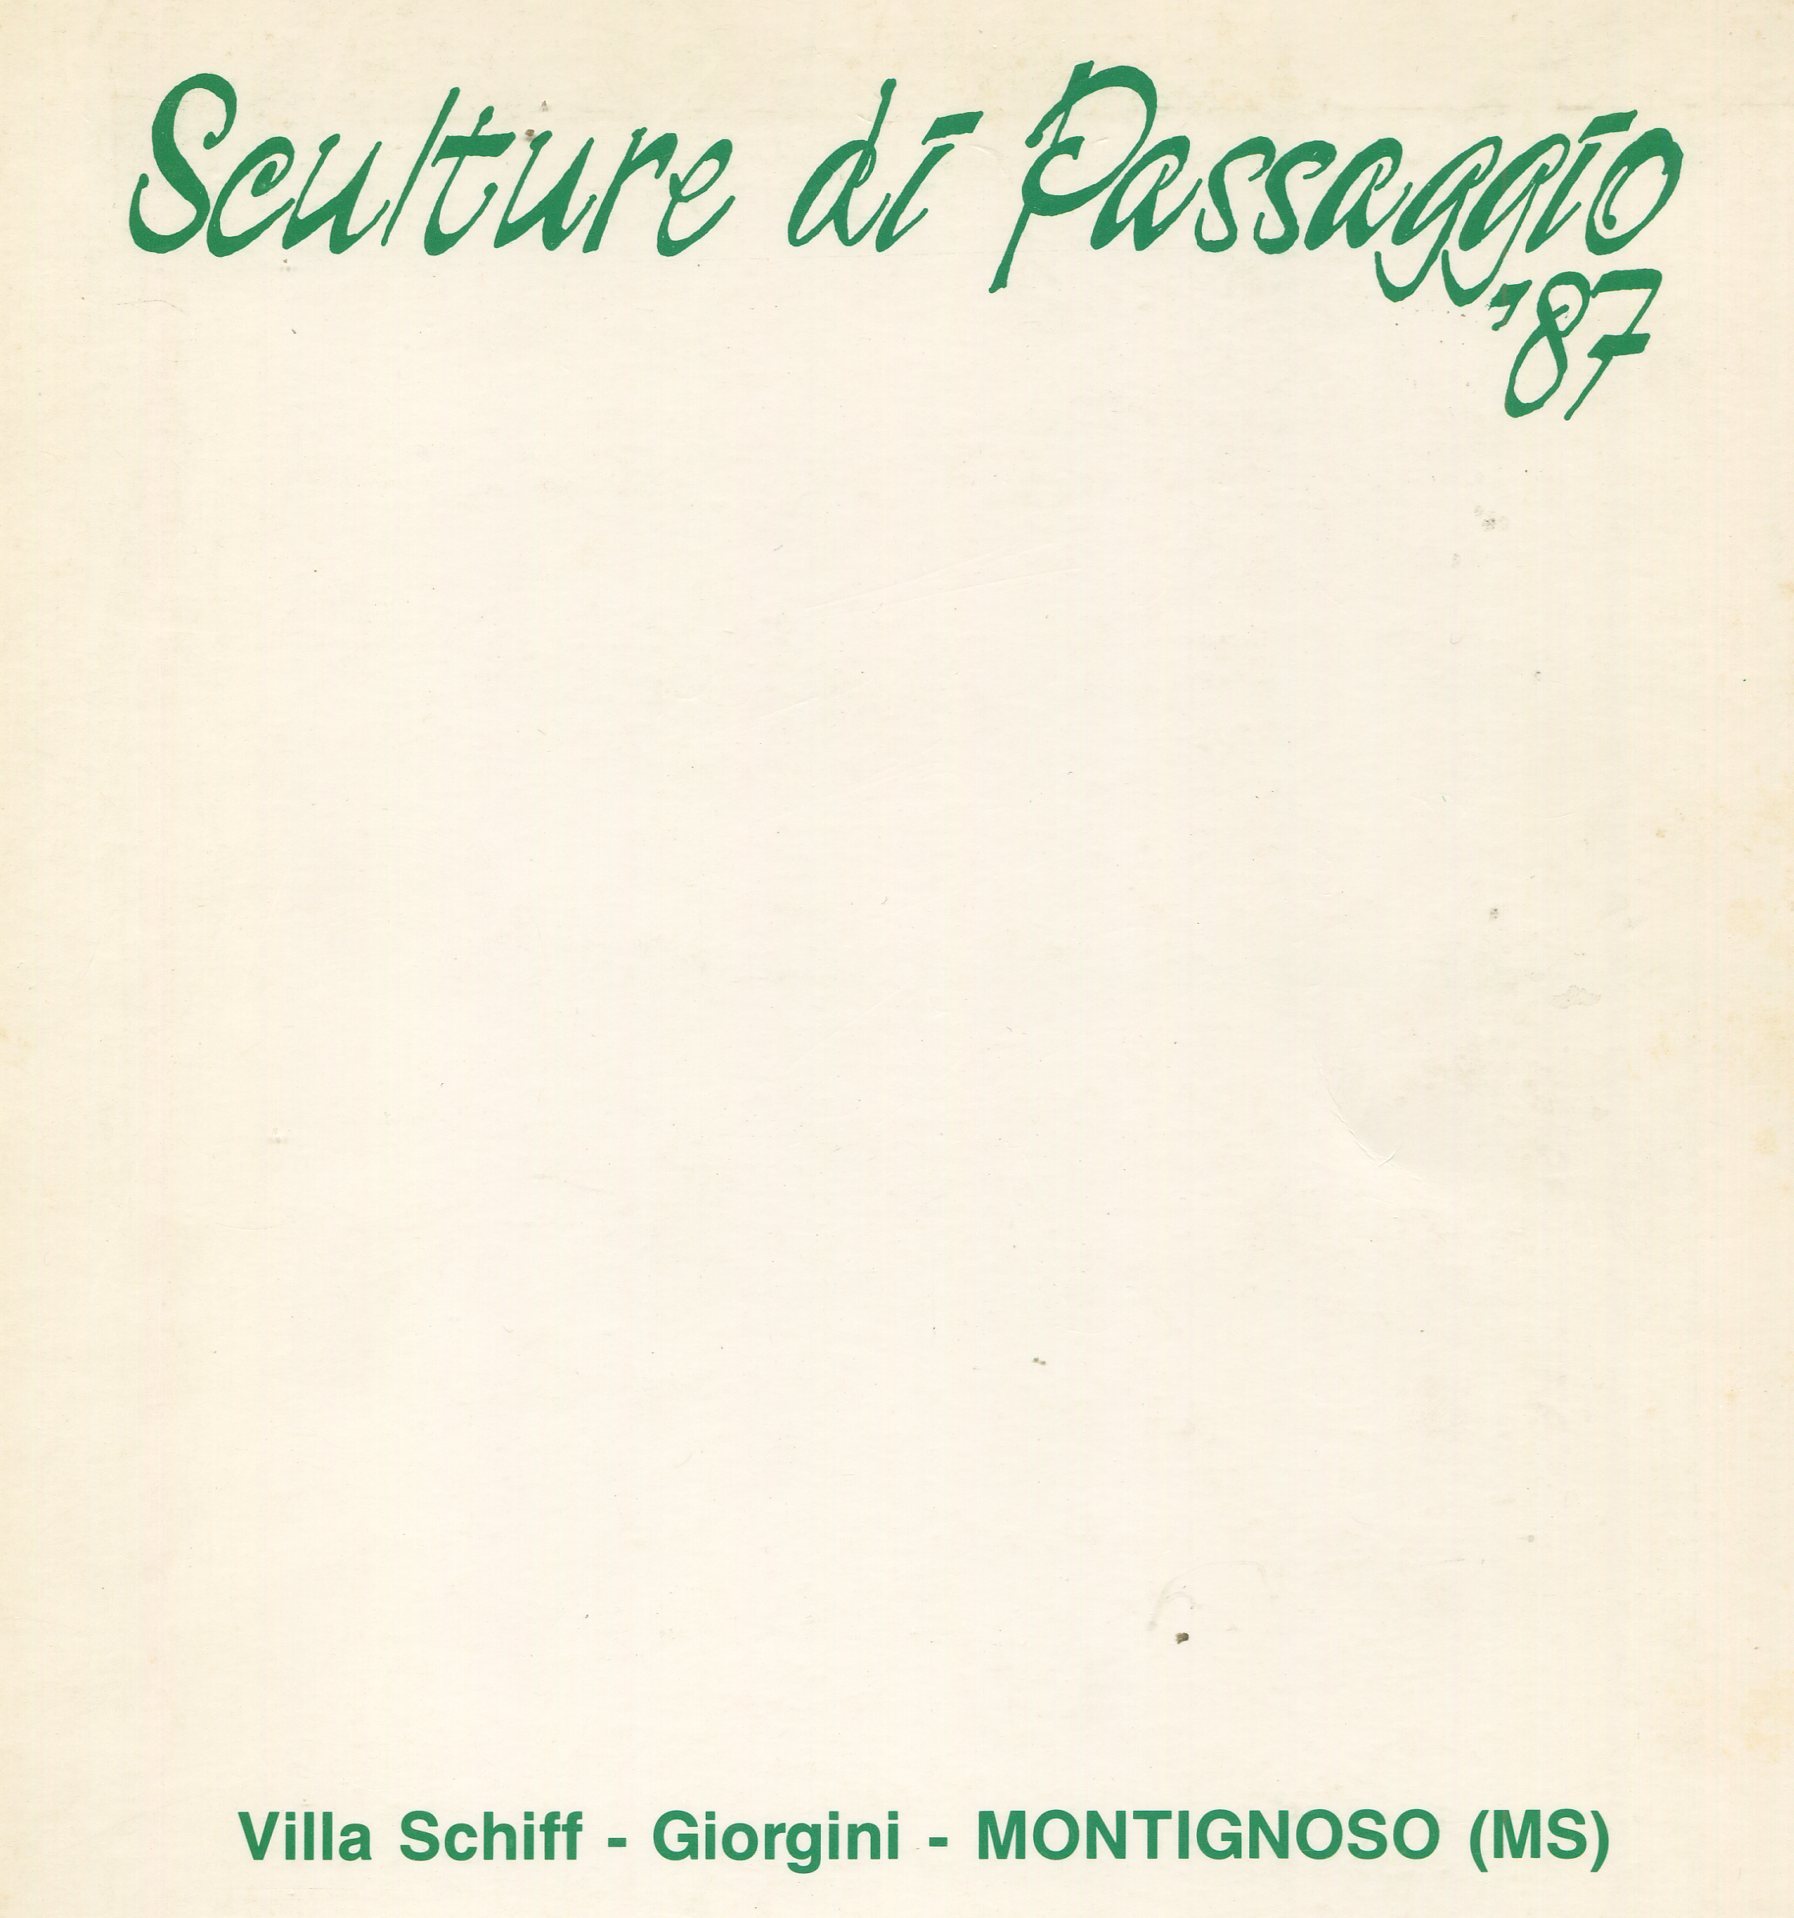 Sculture di Passaggio
'87
Villa Schiff - Giorgini - MONTIGNOSO (MS)